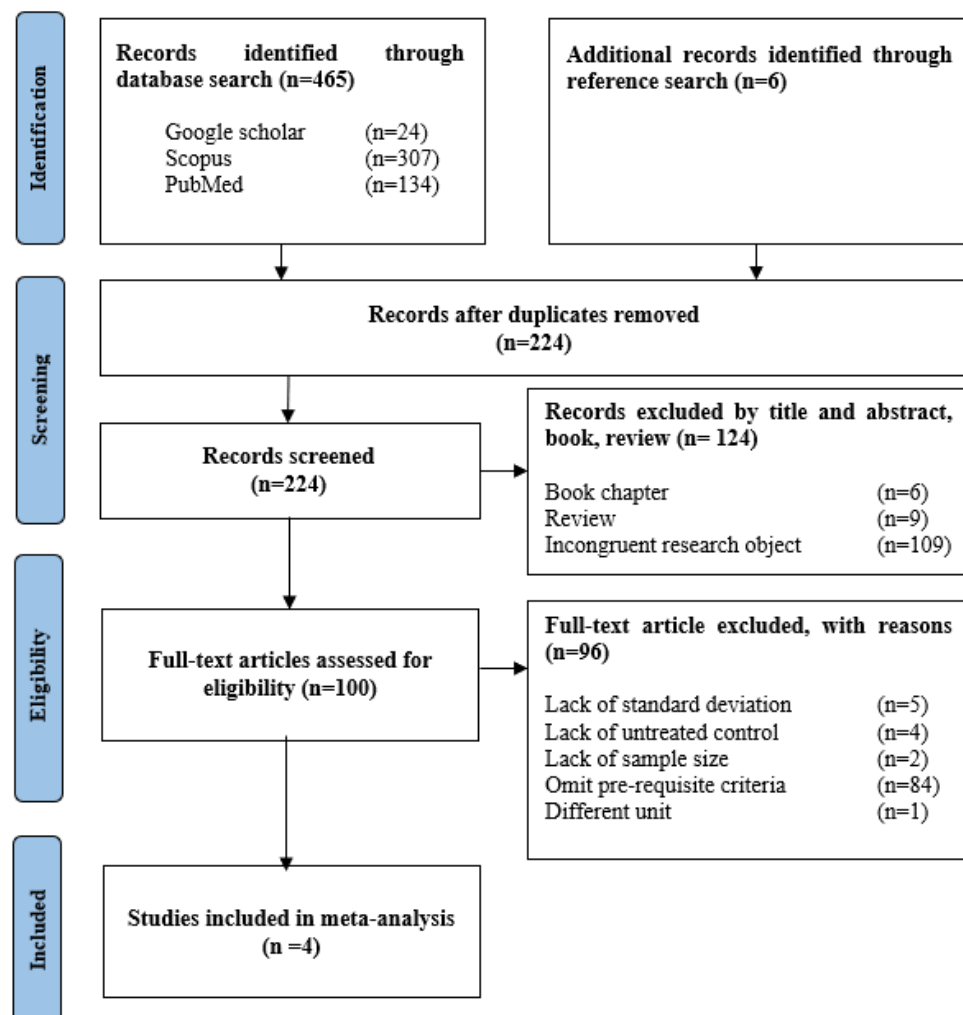 Identification
Records identified through
database search (n=465)
Google scholar (n=24)
Scopus (n=307)
PubMed (n=134)
Additional records identified through
reference search (n=6)
Screening
Records after duplicates removed
(n=224)
Records screened
(n=224)
Records excluded by title and abstract,
book, review (n= 124)
Book chapter (n=6)
Review (n=9)
Incongruent research object (n=109)
Eligibility
Full-text articles assessed for
eligibility (n=100)
Full-text article excluded, with reasons
(n=96)
Lack of standard deviation (n=5)
Lack of untreated control (n=4)
Lack of sample size (n=2)
Omit pre-requisite criteria (n=84)
Different unit (n=1)
Included
Studies included in meta-analysis
(n =4)